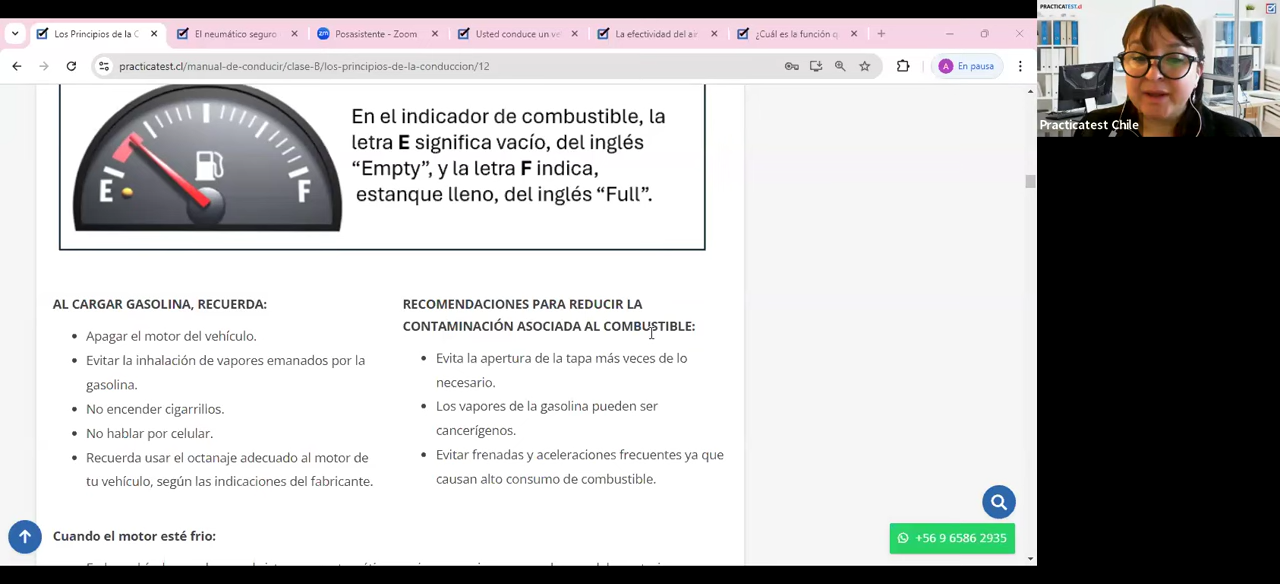 Los Principios de la C
El neumático seguro
Posasistente - Zoom
Usted conduce un ve
La efectividad del ai
¿Cuál es la función q
practicatest.cl/manual-de-conducir/clase-B/los-principios-de-la-conduccion/12
A
En pausa
PRACTICATEST.cl
Practicatest Chile
zm
E
F
En el indicador de combustible, la
letra E significa vacío, del inglés
“Empty”, y la letra F indica,
estanque lleno, del inglés “Full”.
AL CARGAR GASOLINA, RECUERDA:
• Apagar el motor del vehículo.
• Evitar la inhalación de vapores emanados por la
gasolina.
• No encender cigarrillos.
• No hablar por celular.
• Recuerda usar el octanaje adecuado al motor de
tu vehículo, según las indicaciones del fabricante.
RECOMENDACIONES PARA REDUCIR LA
CONTAMINACIÓN ASOCIADA AL COMBUSTIBLE:
• Evita la apertura de la tapa más veces de lo
necesario.
• Los vapores de la gasolina pueden ser
cancerígenos.
• Evitar frenadas y aceleraciones frecuentes ya que
causan alto consumo de combustible.
Cuando el motor esté frio:
+56 9 6586 2935